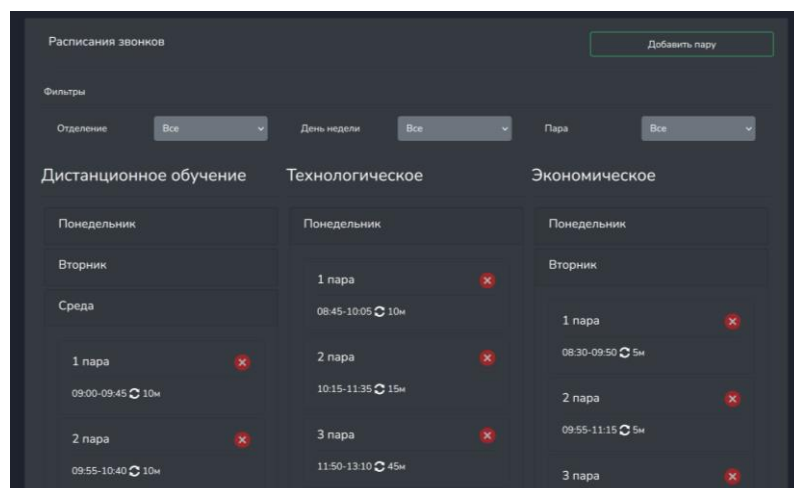 Расписания звонков
Добавить пару
Фильтры
Отделение
Все
День недели
Все
Пара
Все
Дистанционное обучение
Понедельник
Вторник
Среда
1 пара
09:00-09:45 10м
2 пара
09:55-10:40 10м
Технологическое
Понедельник
1 пара
08:45-10:05 10м
2 пара
10:15-11:35 15м
3 пара
11:50-13:10 45м
Экономическое
Понедельник
Вторник
1 пара
08:30-09:50 5м
2 пара
09:55-11:15 5м
3 пара